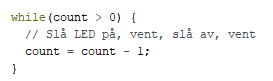 while(count > 0) {
// Slå LED på, vent, slå av, vent
count = count - 1;
}